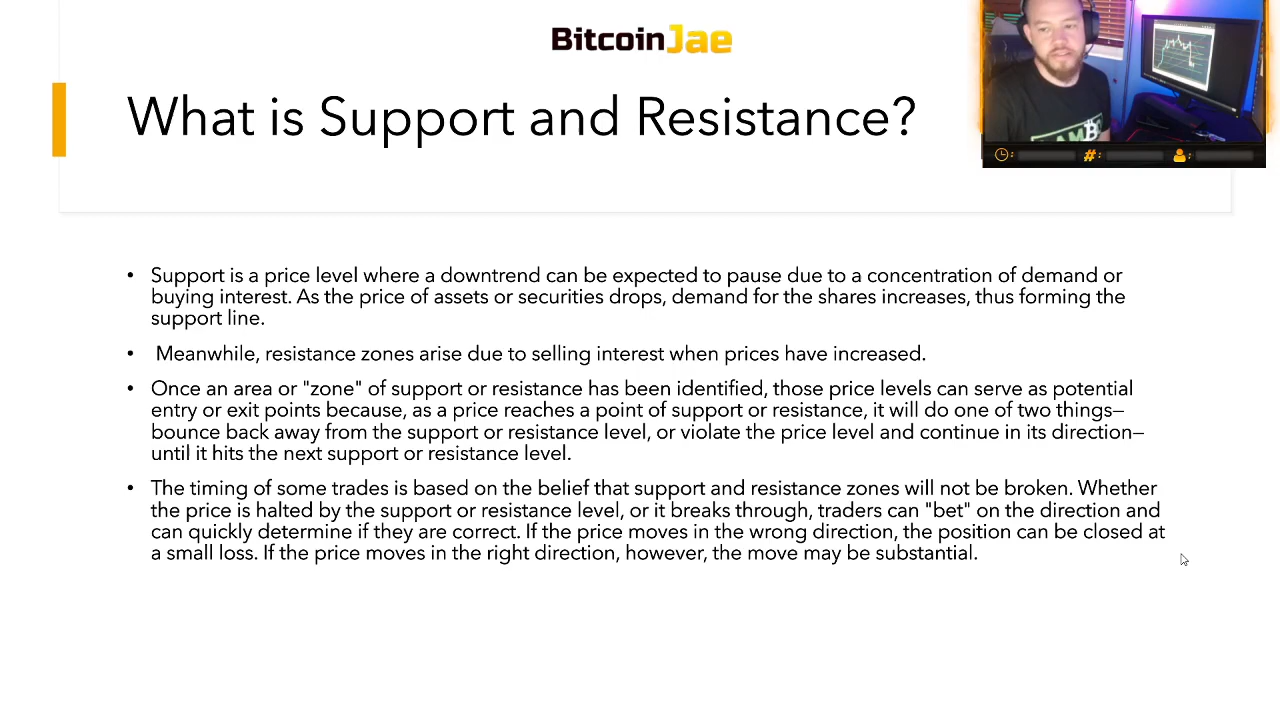 BitcoinJae
What is Support and Resistance?
• Support is a price level where a downtrend can be expected to pause due to a concentration of demand or
buying interest. As the price of assets or securities drops, demand for the shares increases, thus forming the
support line.
• Meanwhile, resistance zones arise due to selling interest when prices have increased.
• Once an area or "zone" of support or resistance has been identified, those price levels can serve as potential
entry or exit points because, as a price reaches a point of support or resistance, it will do one of two things—
bounce back away from the support or resistance level, or violate the price level and continue in its direction—
until it hits the next support or resistance level.
• The timing of some trades is based on the belief that support and resistance zones will not be broken. Whether
the price is halted by the support or resistance level, or it breaks through, traders can "bet" on the direction and
can quickly determine if they are correct. If the price moves in the wrong direction, the position can be closed at
a small loss. If the price moves in the right direction, however, the move may be substantial.